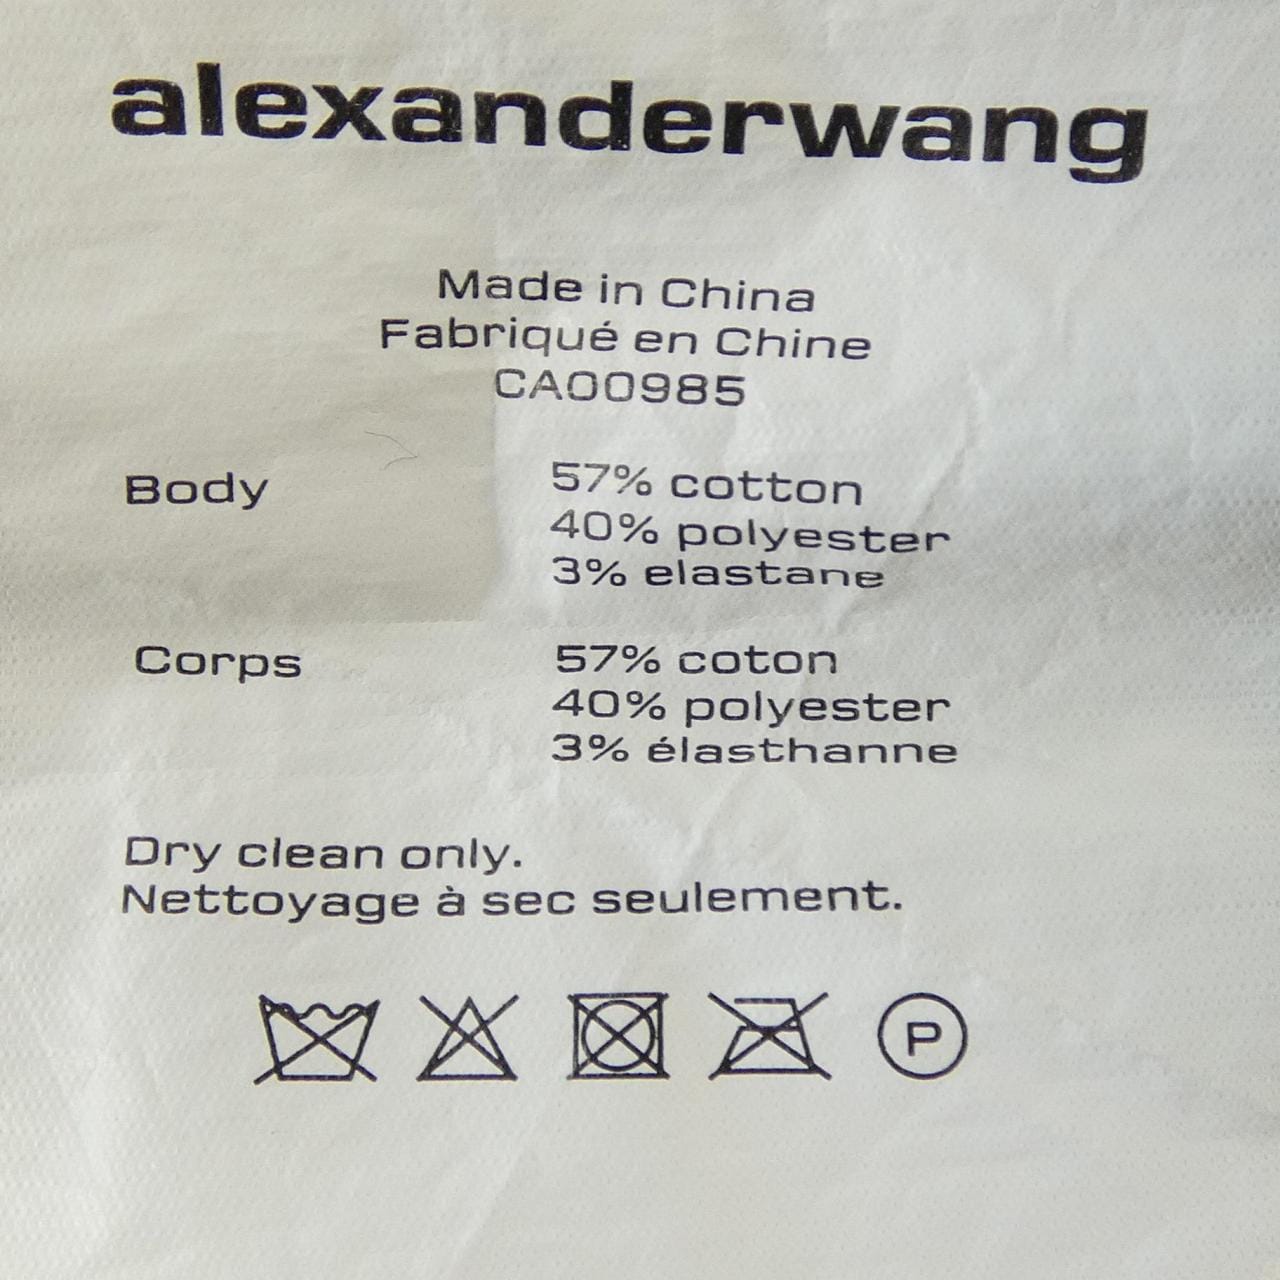 alexanderwang
Made in China
Fabriqué en Chine
CA00985
Body 57% cotton
40% polyester
3% elastane
Corps 57% coton
40% polyester
3% élasthanne
Dry clean only.
Nettoyage à sec seulement.
P